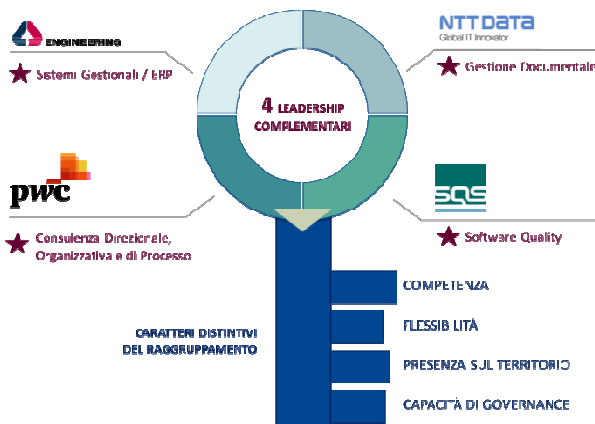 ENGINEERING
Sistemi Gestionali / ERP
NTT DATA
Global IT Innovator
Gestione Documentale
4 LEADERSHIP
COMPLEMENTARI
pwc
Consulenza Direzionale,
Organizzativa e di Processo
SQS
Software Quality
CARATTERI DISTINTIVI
DEL RAGGRUPPAMENTO
COMPETENZA
FLESSIBILITÀ
PRESENZA SUL TERRITORIO
CAPACITÀ DI GOVERNANCE